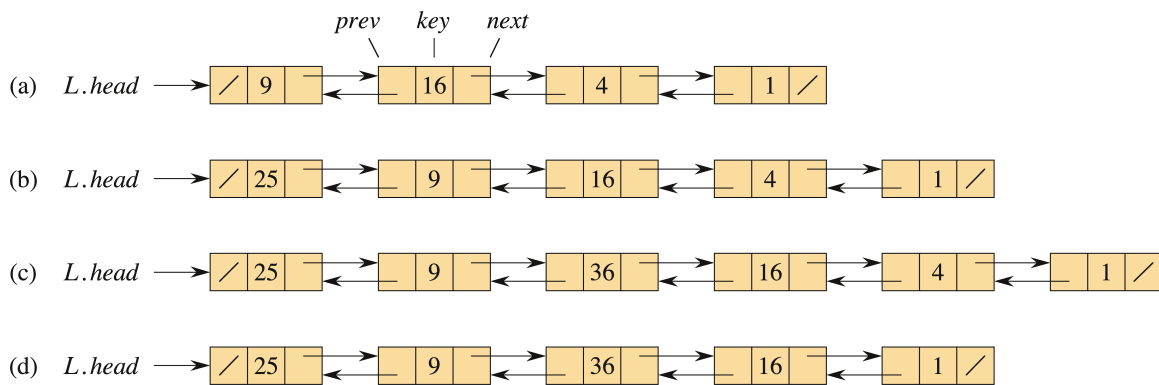 prev key next
(a) L.head / 9 16 4 1 /
(b) L.head / 25 9 16 4 1 /
(c) L.head / 25 9 36 16 4 1 /
(d) L.head / 25 9 36 16 1 /